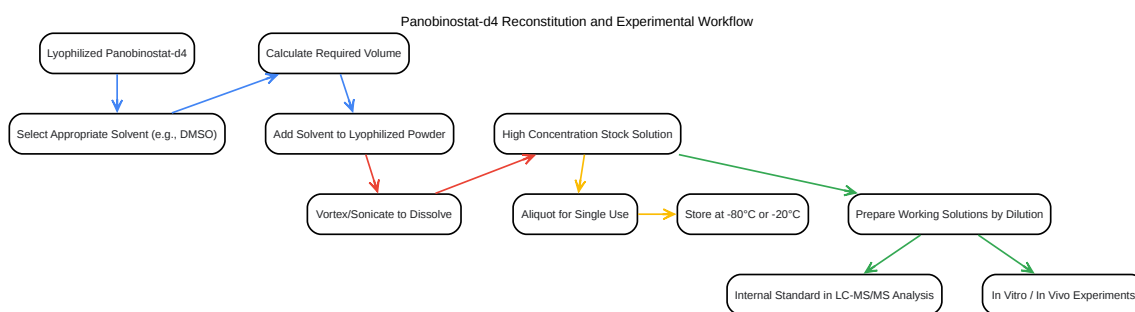 Panobinostat-d4 Reconstitution and Experimental Workflow
Lyophilized Panobinostat-d4
Calculate Required Volume
Select Appropriate Solvent (e.g., DMSO)
Add Solvent to Lyophilized Powder
High Concentration Stock Solution
Vortex/Sonicate to Dissolve
Aliquot for Single Use
Store at -80°C or -20°C
Prepare Working Solutions by Dilution
Internal Standard in LC-MS/MS Analysis
In Vitro / In Vivo Experiments